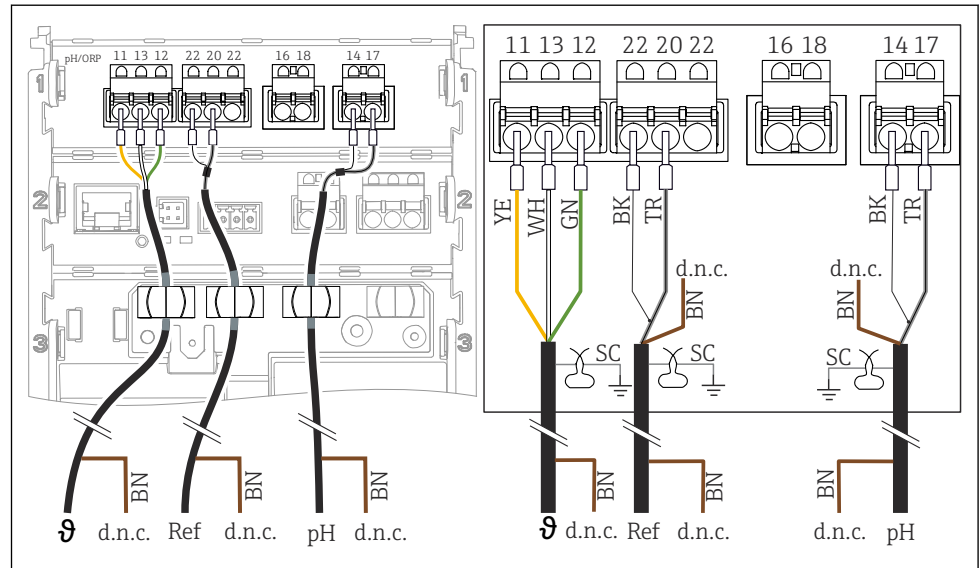 pH/ORP
11 13 12
22 20 22
16 18
14 17
1
1
2
2
3
3
BN
BN
BN
ϑ d.n.c. Ref d.n.c. pH d.n.c.
11 13 12
22 20 22
16 18
14 17
YE
WH
GN
BK
TR
BK
TR
d.n.c.
BN
d.n.c.
BN
SC
SC
SC
BN
BN
BN
ϑ d.n.c. Ref d.n.c.
d.n.c. pH